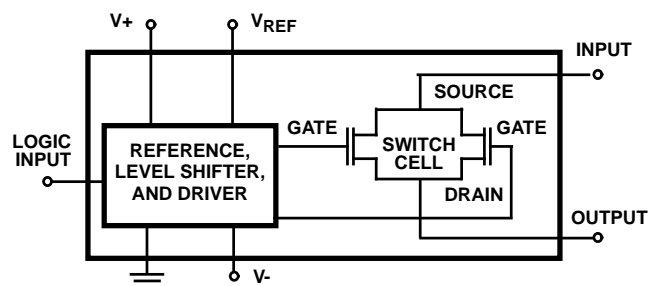 V+
VREF
INPUT
SOURCE
LOGIC
INPUT
GATE
GATE
REFERENCE,
LEVEL SHIFTER,
AND DRIVER
SWITCH
CELL
DRAIN
OUTPUT
V-